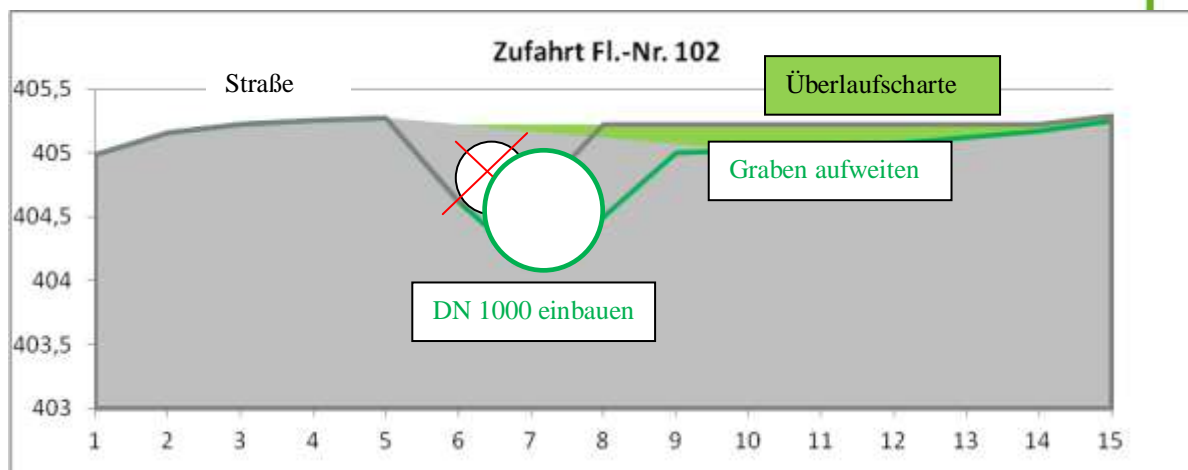 Zufahrt Fl.-Nr. 102
Straße
Überlaufscharte
405,5
405
404,5
404
403,5
403
Graben aufweiten
DN 1000 einbauen
1 2 3 4 5 6 7 8 9 10 11 12 13 14 15